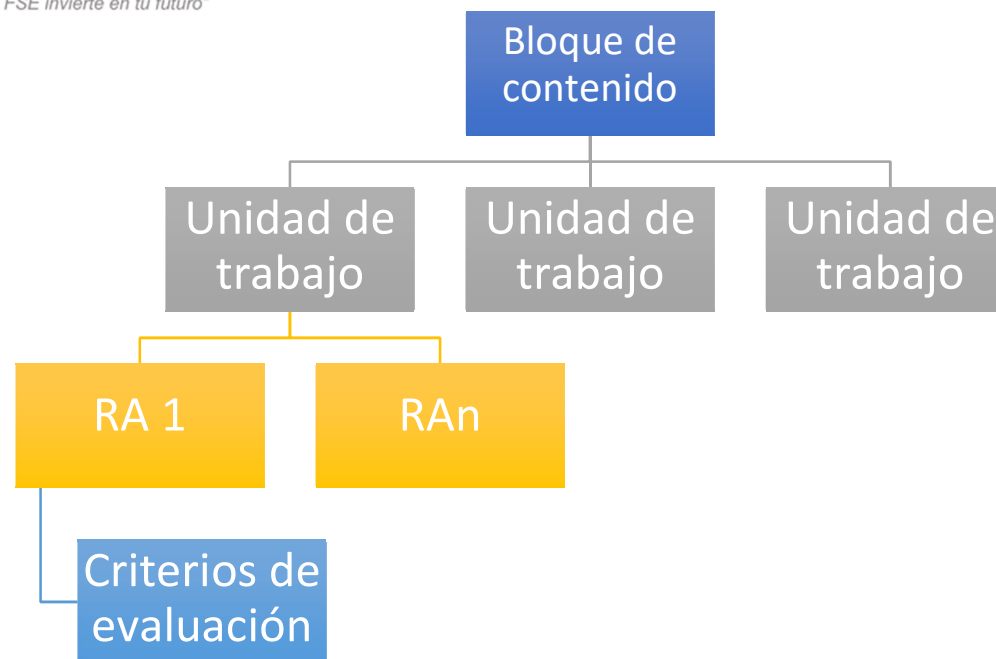 FSE invierte en tu futuro"
Bloque de
contenido
Unidad de
trabajo
Unidad de
trabajo
Unidad de
trabajo
RA 1
RAn
Criterios de
evaluación